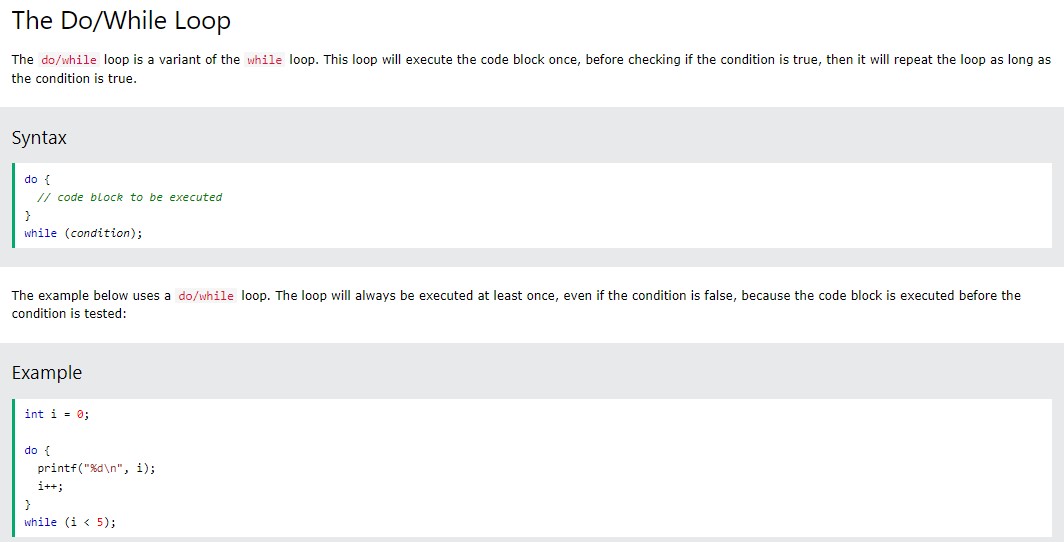 The Do/While Loop
The do/while loop is a variant of the while loop. This loop will execute the code block once, before checking if the condition is true, then it will repeat the loop as long as
the condition is true.
Syntax
do {
  // code block to be executed
}
while (condition);
The example below uses a do/while loop. The loop will always be executed at least once, even if the condition is false, because the code block is executed before the
condition is tested:
Example
int i = 0;
do {
  printf("%d\n", i);
  i++;
}
while (i < 5);